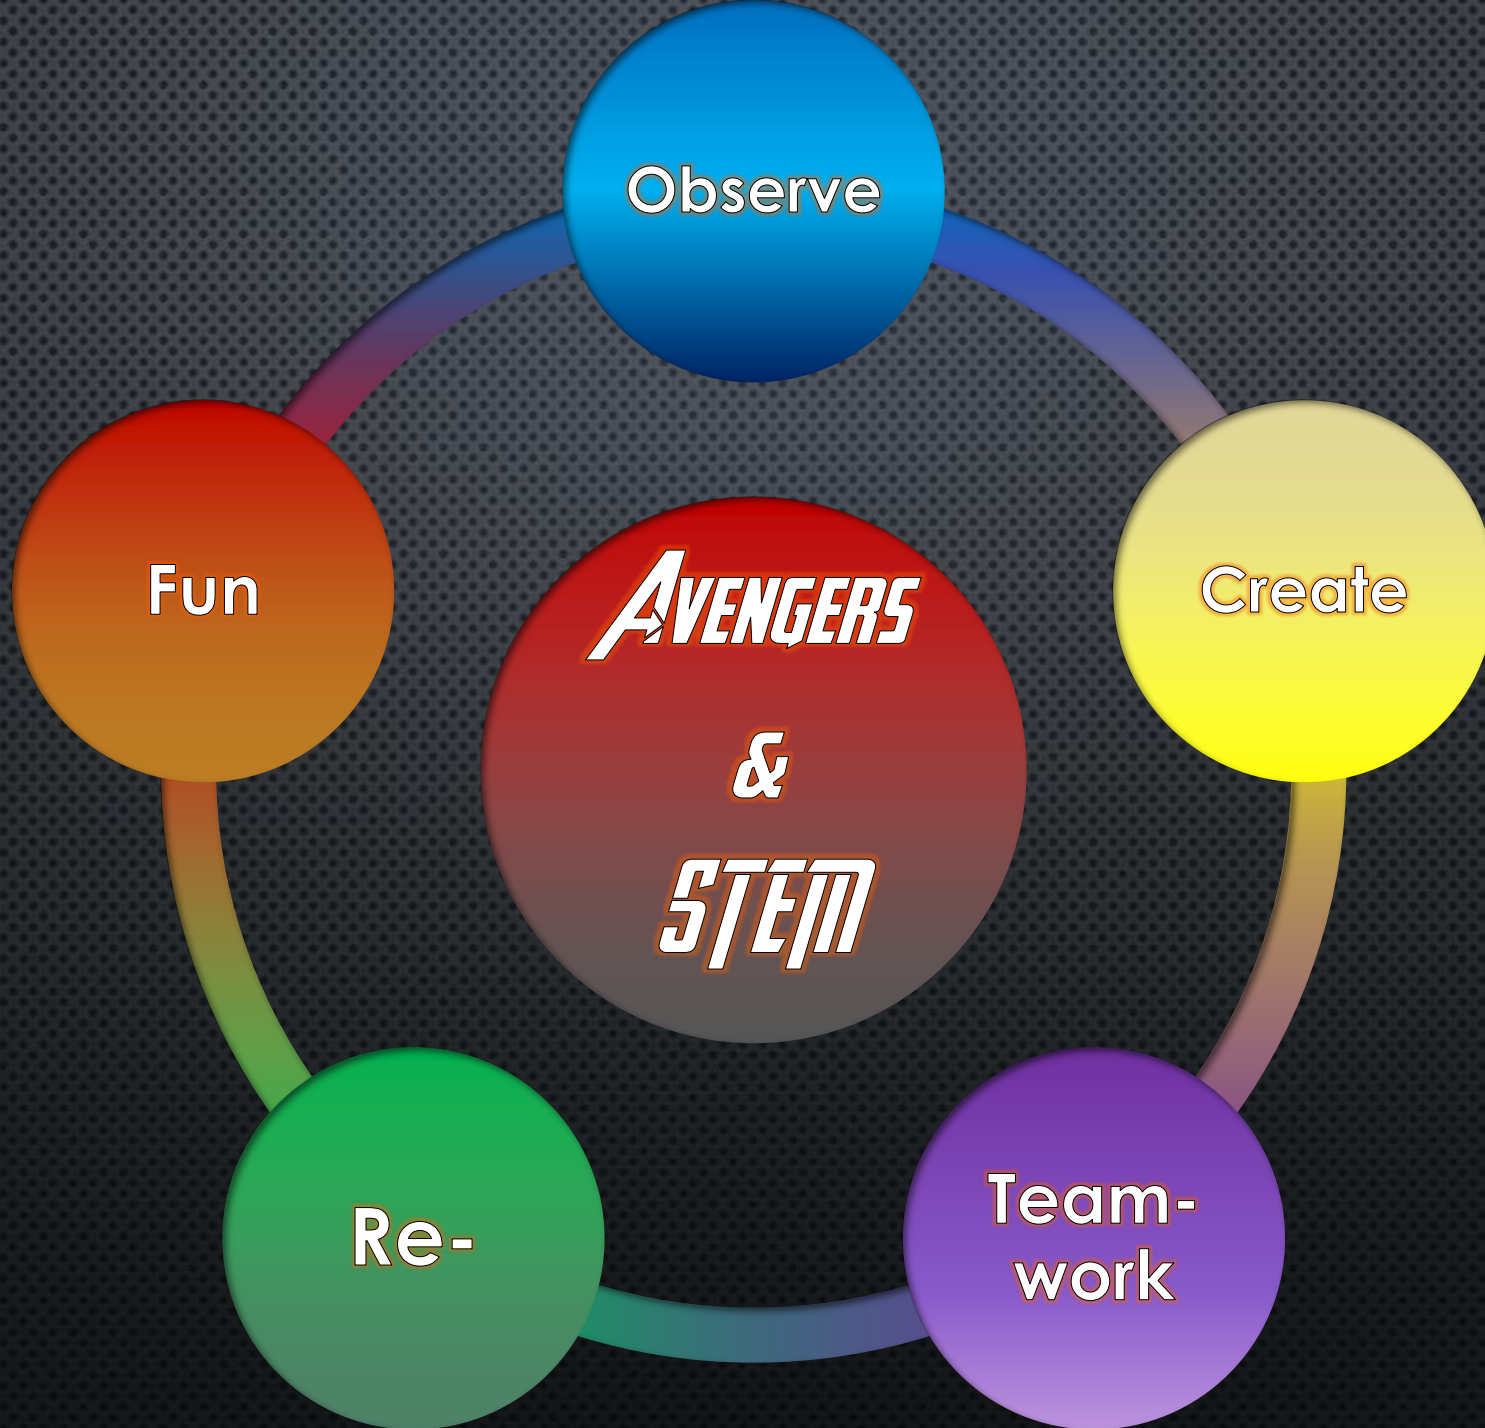 Observe
Create
Team-
work
Re-
Fun
AVENGERS
&
STEM